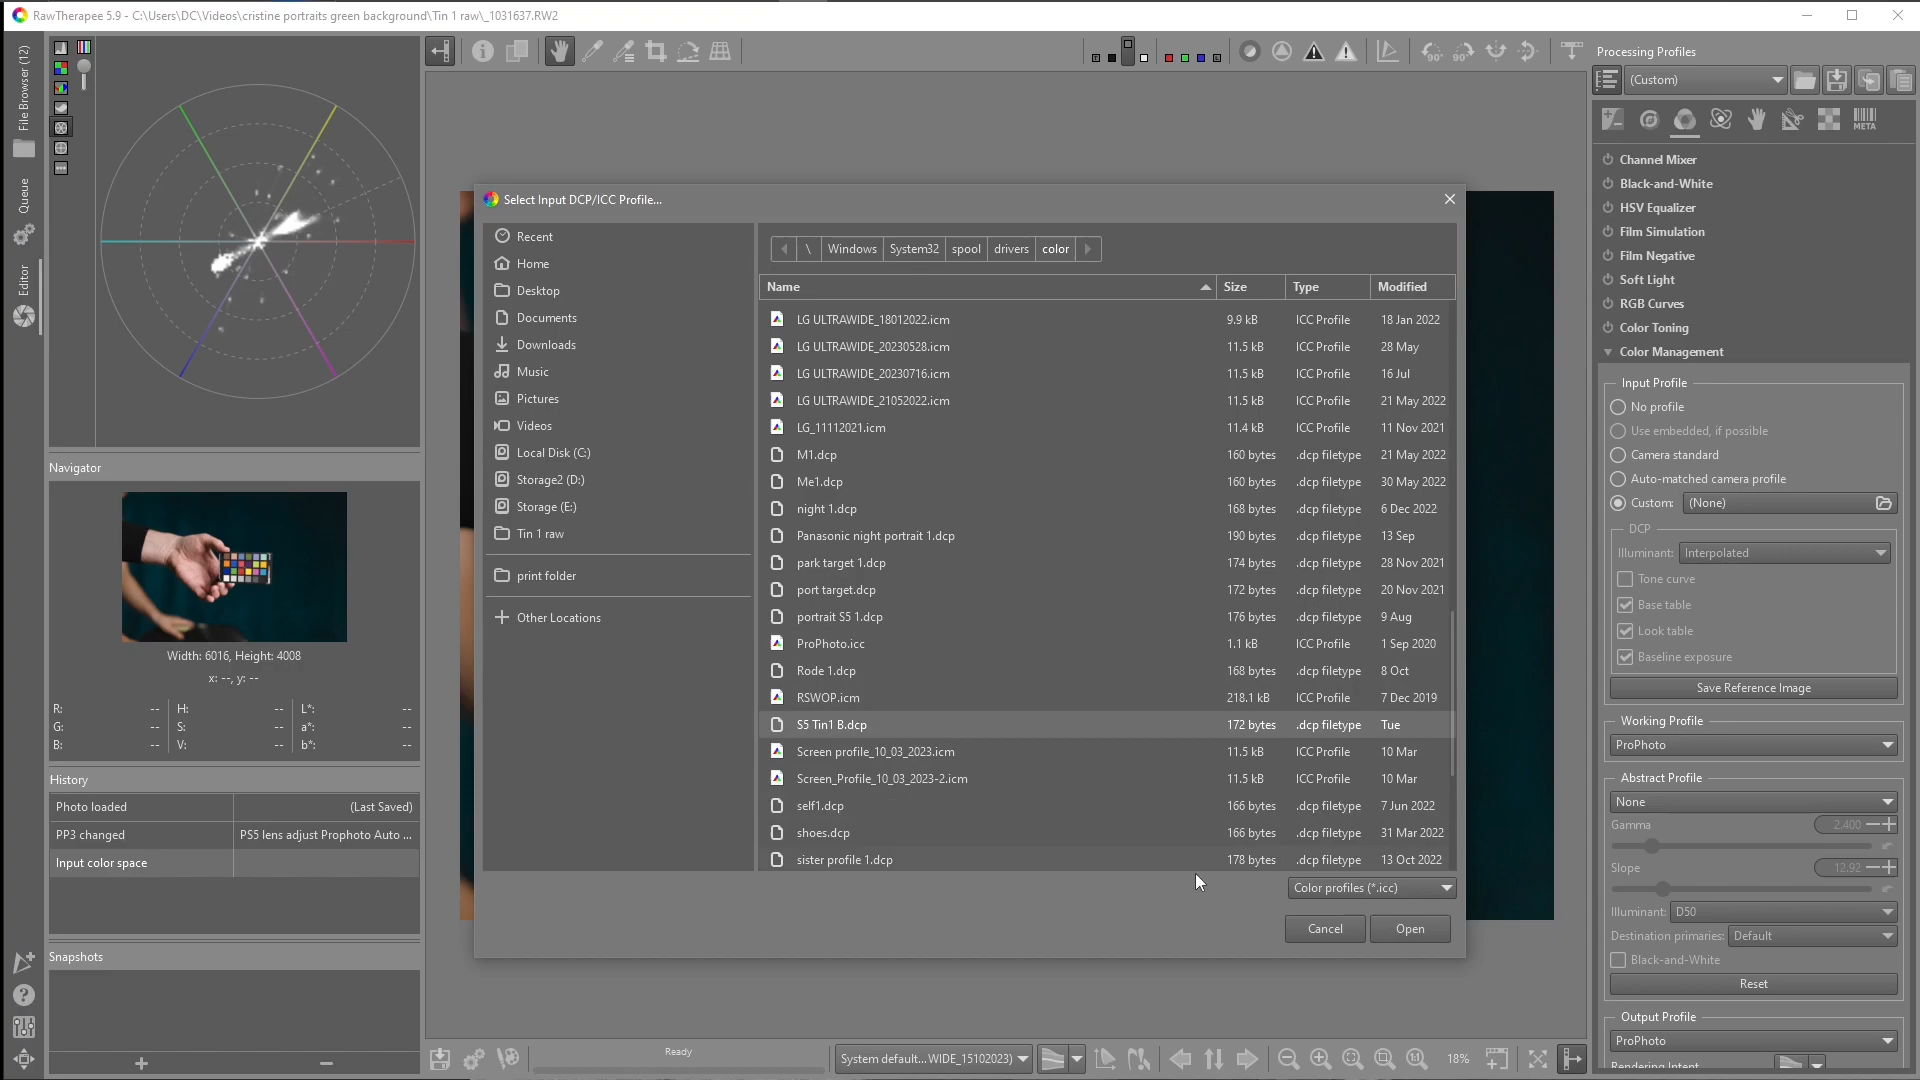 RawTherapee 5.9 - C:\Users\DC\Videos\cristine portraits green background\Tin 1 raw\_1031637.RW2
File Browser (12)
Queue
Editor
Navigator
Width: 6016, Height: 4008
x: --, y: --
R: -- H: -- L*: --
G: -- S: -- a*: --
B: -- V: -- b*: --
History
Photo loaded (Last Saved)
PP3 changed PS5 lens adjust Prophoto Auto ...
Input color space
Snapshots
Select Input DCP/ICC Profile...
Recent
Home
Desktop
Documents
Downloads
Music
Pictures
Videos
Local Disk (C:)
Storage2 (D:)
Storage (E:)
Tin 1 raw
print folder
Other Locations
\ Windows System32 spool drivers color
Name Size Type Modified
LG ULTRAWIDE_18012022.icm 9.9 kB ICC Profile 18 Jan 2022
LG ULTRAWIDE_20230528.icm 11.5 kB ICC Profile 28 May
LG ULTRAWIDE_20230716.icm 11.5 kB ICC Profile 16 Jul
LG ULTRAWIDE_21052022.icm 11.5 kB ICC Profile 21 May 2022
LG_11112021.icm 11.4 kB ICC Profile 11 Nov 2021
M1.dcp 160 bytes .dcp filetype 21 May 2022
Me1.dcp 160 bytes .dcp filetype 30 May 2022
night 1.dcp 168 bytes .dcp filetype 6 Dec 2022
Panasonic night portrait 1.dcp 190 bytes .dcp filetype 13 Sep
park target 1.dcp 174 bytes .dcp filetype 28 Nov 2021
port target.dcp 172 bytes .dcp filetype 20 Nov 2021
portrait S5 1.dcp 176 bytes .dcp filetype 9 Aug
ProPhoto.icc 1.1 kB ICC Profile 1 Sep 2020
Rode 1.dcp 168 bytes .dcp filetype 8 Oct
RSWOP.icm 218.1 kB ICC Profile 7 Dec 2019
S5 Tin1 B.dcp 172 bytes .dcp filetype Tue
Screen profile_10_03_2023.icm 11.5 kB ICC Profile 10 Mar
Screen_Profile_10_03_2023-2.icm 11.5 kB ICC Profile 10 Mar
self1.dcp 166 bytes .dcp filetype 7 Jun 2022
shoes.dcp 166 bytes .dcp filetype 31 Mar 2022
sister profile 1.dcp 178 bytes .dcp filetype 13 Oct 2022
Color profiles (*.icc)
Cancel Open
Ready
System default...WIDE_15102023)
18%
Processing Profiles
(Custom)
META
Channel Mixer
Black-and-White
HSV Equalizer
Film Simulation
Film Negative
Soft Light
RGB Curves
Color Toning
Color Management
Input Profile
No profile
Use embedded, if possible
Camera standard
Auto-matched camera profile
Custom: (None)
DCP
Illuminant: Interpolated
Tone curve
Base table
Look table
Baseline exposure
Save Reference Image
Working Profile
ProPhoto
Abstract Profile
None
Gamma 2.400
Slope 12.92
Illuminant: D50
Destination primaries: Default
Black-and-White
Reset
Output Profile
ProPhoto
Rendering Intent